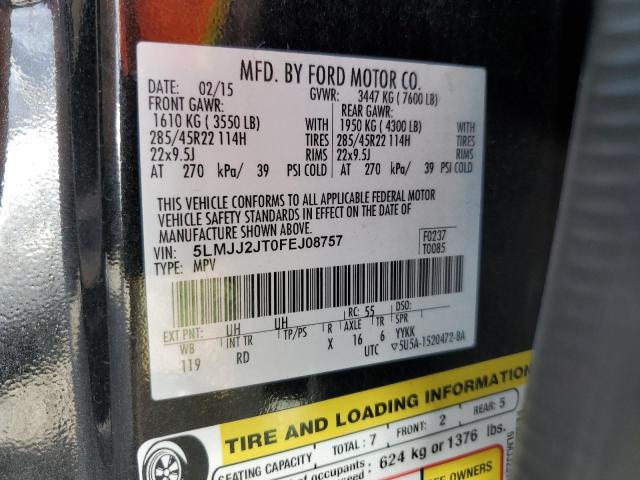 MFD. BY FORD MOTOR CO.
DATE: 02/15 GVWR: 3447 KG (7600 LB)
FRONT GAWR: REAR GAWR:
1610 KG (3550 LB) WITH 1950 KG (4300 LB) WITH
285/45R22 114H TIRES 285/45R22 114H TIRES
22x9.5J RIMS 22x9.5J RIMS
AT 270 kPa/ 39 PSI COLD AT 270 kPa/ 39 PSI COLD
THIS VEHICLE CONFORMS TO ALL APPLICABLE FEDERAL MOTOR
VEHICLE SAFETY STANDARDS IN EFFECT ON THE DATE OF
MANUFACTURE SHOWN ABOVE.
VIN: 5LMJJ2JT0FEJ08757 F0237
TYPE: MPV T0085
EXT PNT: UH UH RC: 55 DSO:
WB INT TR TP/PS R AXLE TR SPR
119 RD X 16 6 YYKK
UTC ▽5U5A-1520472-BA
TIRE AND LOADING INFORMATION
SEATING CAPACITY TOTAL: 7 FRONT: 2 REAR: 5
of occupants 624 kg or 1376 lbs.
SEE OWNERS